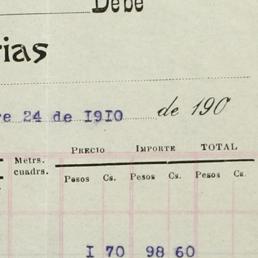 Debe
rias
re 24 de 1910 de 190
PRECIO IMPORTE TOTAL
Metrs. cuadrs.
Pesos Cs. Pesos Cs. Pesos Cs.
I 70 98 60